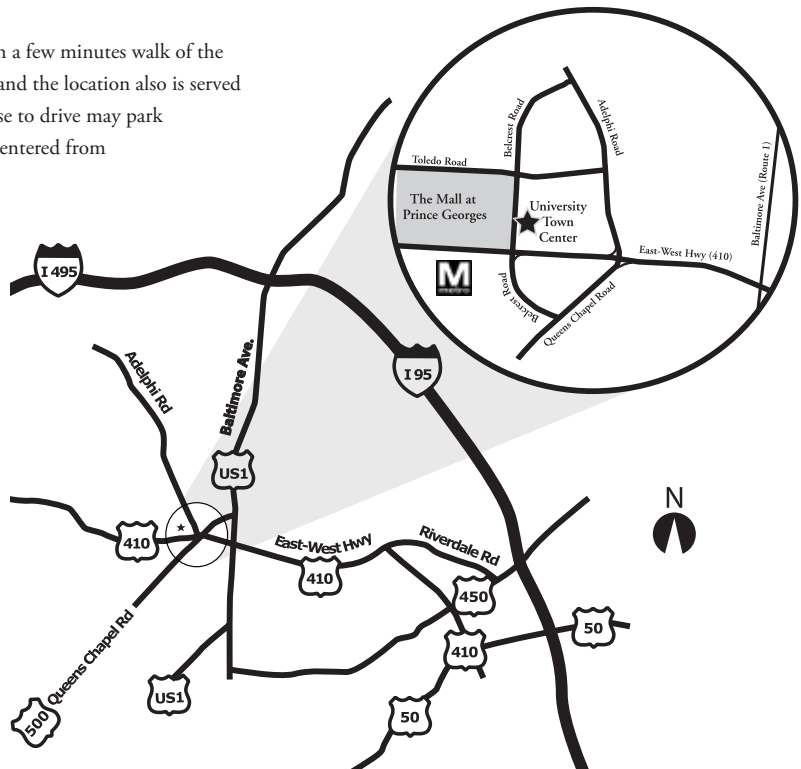 n a few minutes walk of the
and the location also is served
se to drive may park
entered from
Belcrest Road
Adelphi Road
Toledo Road
Baltimore Ave (Route 1)
The Mall at
Prince Georges
University
Town
Center
East-West Hwy (410)
M
Belcrest Road
Queens Chapel Road
I 495
I 95
Adelphi Rd
Baltimore Ave.
US1
N
410
East-West Hwy
Riverdale Rd
410
450
50
410
Queens Chapel Rd
US1
500
50